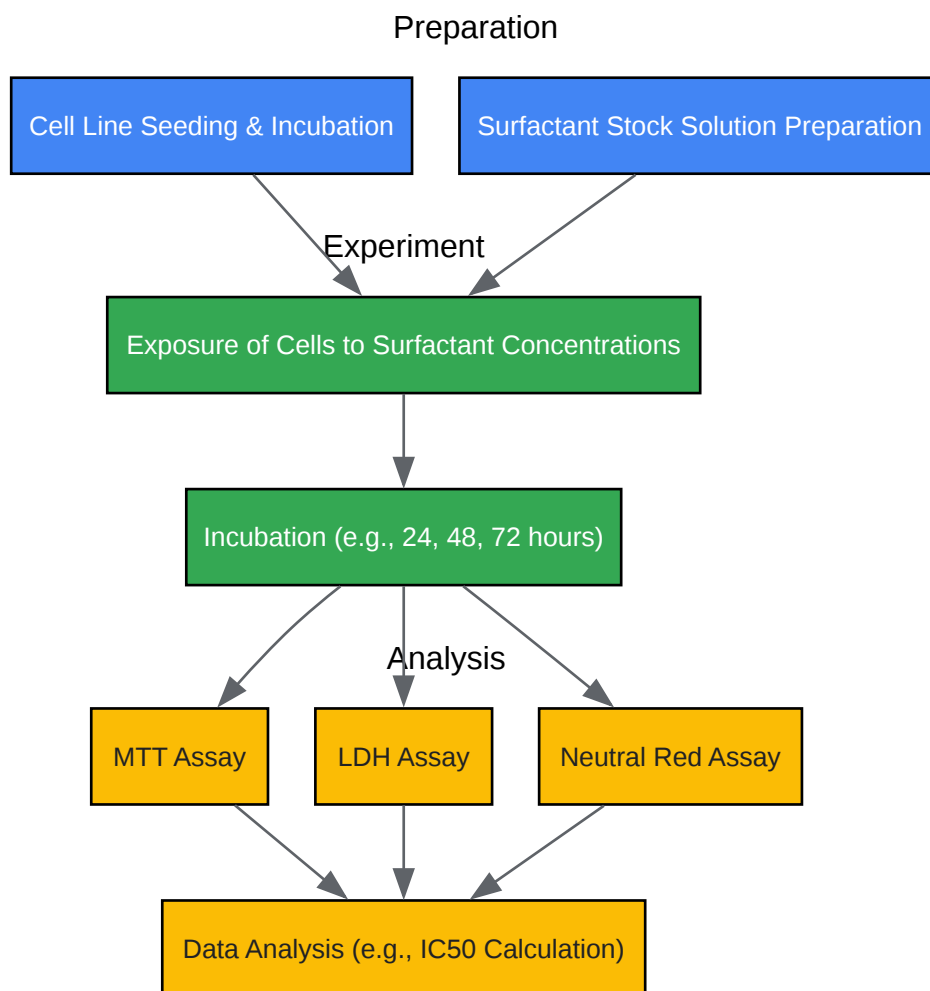 Preparation
Cell Line Seeding & Incubation
Surfactant Stock Solution Preparation
Experiment
Exposure of Cells to Surfactant Concentrations
Incubation (e.g., 24, 48, 72 hours)
Analysis
MTT Assay
LDH Assay
Neutral Red Assay
Data Analysis (e.g., IC50 Calculation)